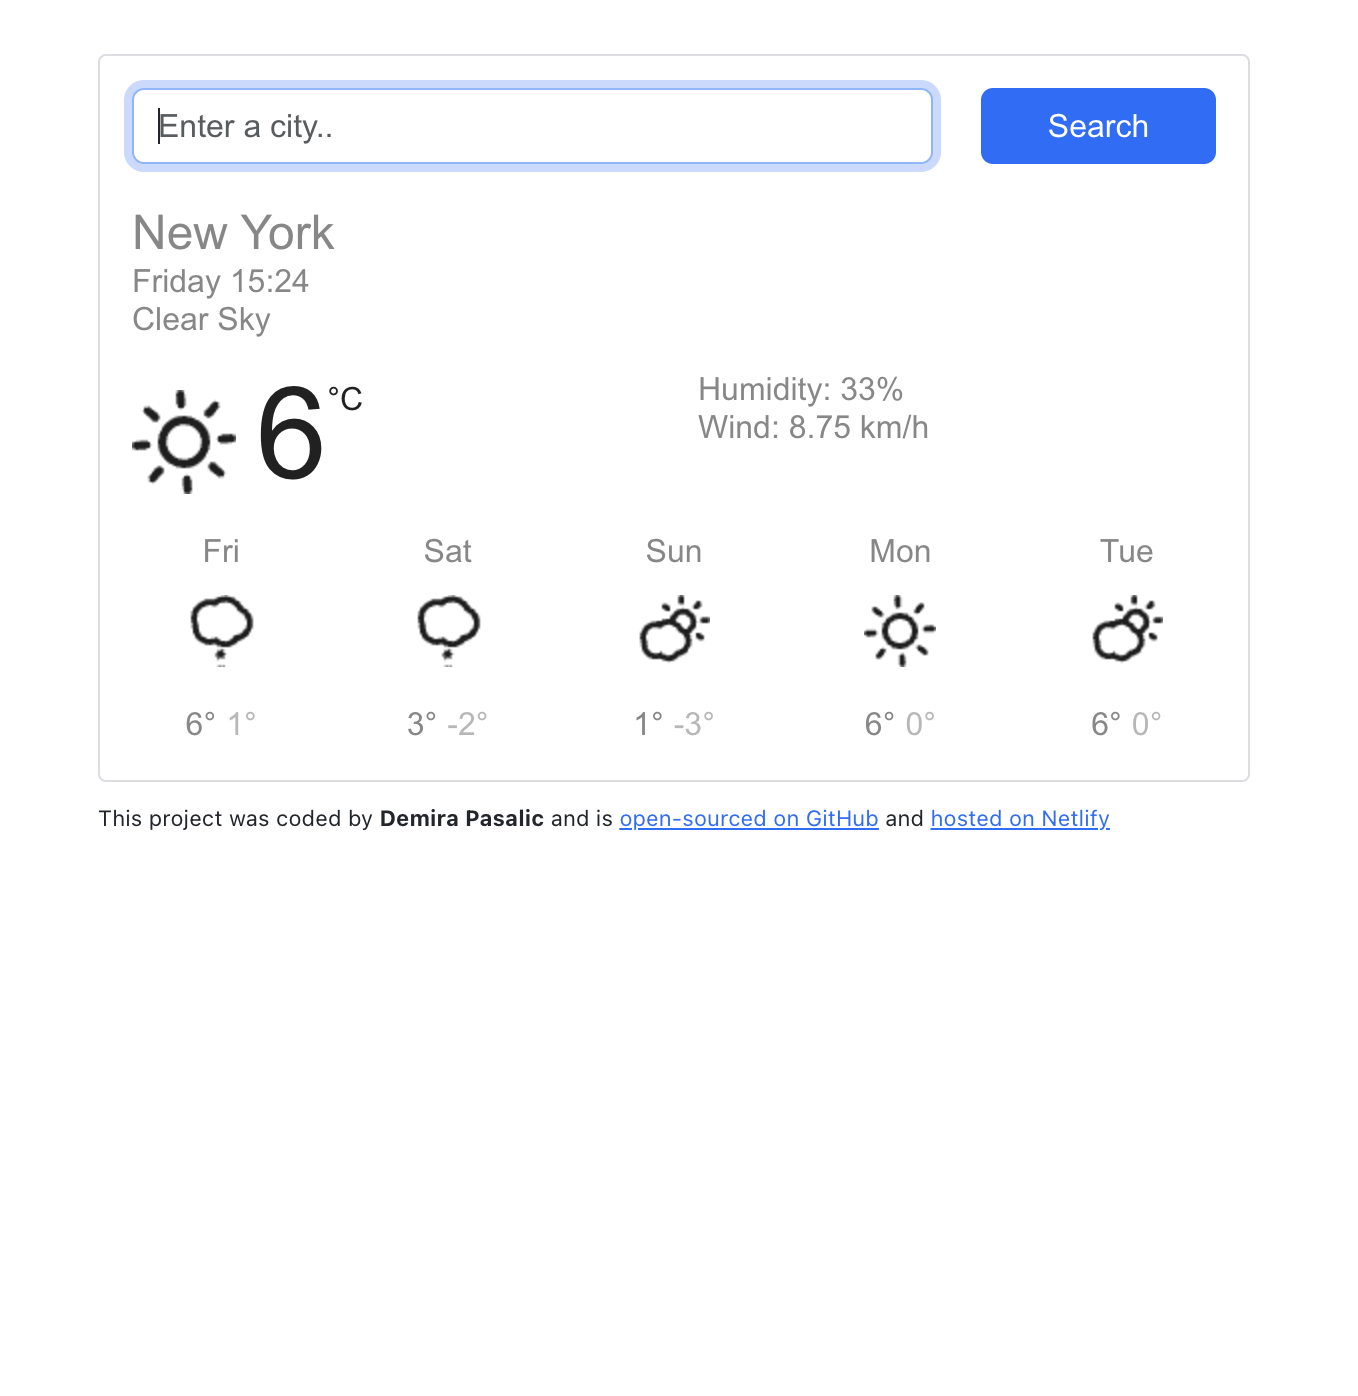 Enter a city..
Search
New York
Friday 15:24
Clear Sky
6 °C
Humidity: 33%
Wind: 8.75 km/h
Fri Sat Sun Mon Tue
6° 1° 3° -2° 1° -3° 6° 0° 6° 0°
This project was coded by Demira Pasalic and is open-sourced on GitHub and hosted on Netlify